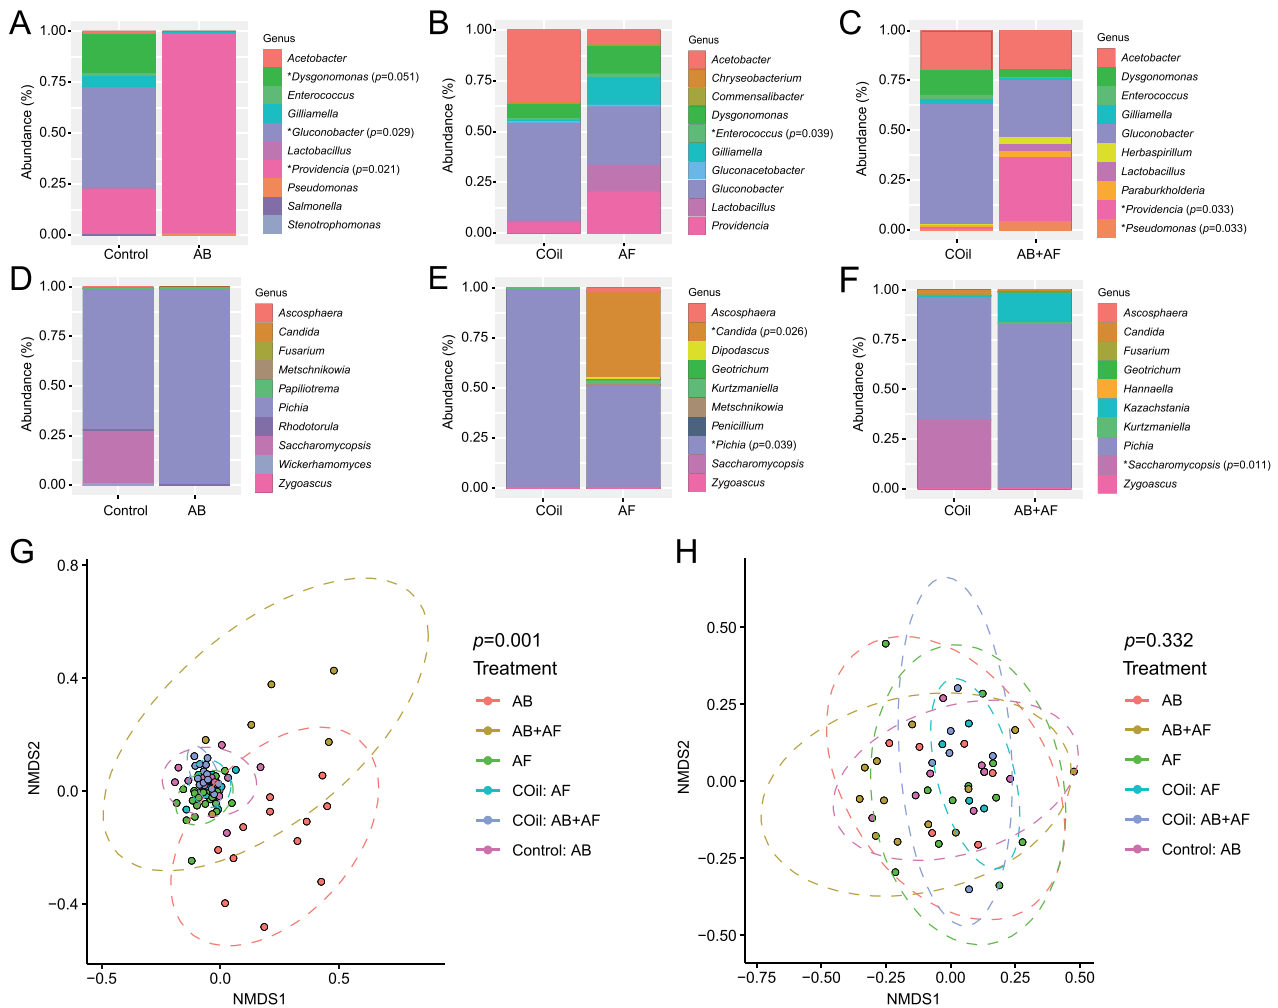 A
Abundance (%)
1.00
0.75
0.50
0.25
0.00
Control
AB
Genus
Acetobacter
*Dysgonomonas (p=0.051)
Enterococcus
Gilliamella
*Gluconobacter (p=0.029)
Lactobacillus
*Providencia (p=0.021)
Pseudomonas
Salmonella
Stenotrophomonas
B
Abundance (%)
1.00
0.75
0.50
0.25
0.00
COil
AF
Genus
Acetobacter
Chryseobacterium
Commensalibacter
Dysgonomonas
*Enterococcus (p=0.039)
Gilliamella
Gluconacetobacter
Gluconobacter
Lactobacillus
Providencia
C
Abundance (%)
1.00
0.75
0.50
0.25
0.00
COil
AB+AF
Genus
Acetobacter
Dysgonomonas
Enterococcus
Gilliamella
Gluconobacter
Herbaspirillum
Lactobacillus
Paraburkholderia
*Providencia (p=0.033)
*Pseudomonas (p=0.033)
D
Abundance (%)
1.00
0.75
0.50
0.25
0.00
Control
AB
Genus
Ascosphaera
Candida
Fusarium
Metschnikowia
Papiliotrema
Pichia
Rhodotorula
Saccharomycopsis
Wickerhamomyces
Zygoascus
E
Abundance (%)
1.00
0.75
0.50
0.25
0.00
COil
AF
Genus
Ascosphaera
*Candida (p=0.026)
Dipodascus
Geotrichum
Kurtzmaniella
Metschnikowia
Penicillium
*Pichia (p=0.039)
Saccharomycopsis
Zygoascus
F
Abundance (%)
1.00
0.75
0.50
0.25
0.00
COil
AB+AF
Genus
Ascosphaera
Candida
Fusarium
Geotrichum
Hannaella
Kazachstania
Kurtzmaniella
Pichia
*Saccharomycopsis (p=0.011)
Zygoascus
G
NMDS2
0.8
0.4
0.0
−0.4
−0.5
0.0
0.5
NMDS1
p=0.001
Treatment
AB
AB+AF
AF
COil: AF
COil: AB+AF
Control: AB
H
NMDS2
0.50
0.25
0.00
−0.25
−0.50
−0.75
−0.50
−0.25
0.00
0.25
0.50
NMDS1
p=0.332
Treatment
AB
AB+AF
AF
COil: AF
COil: AB+AF
Control: AB